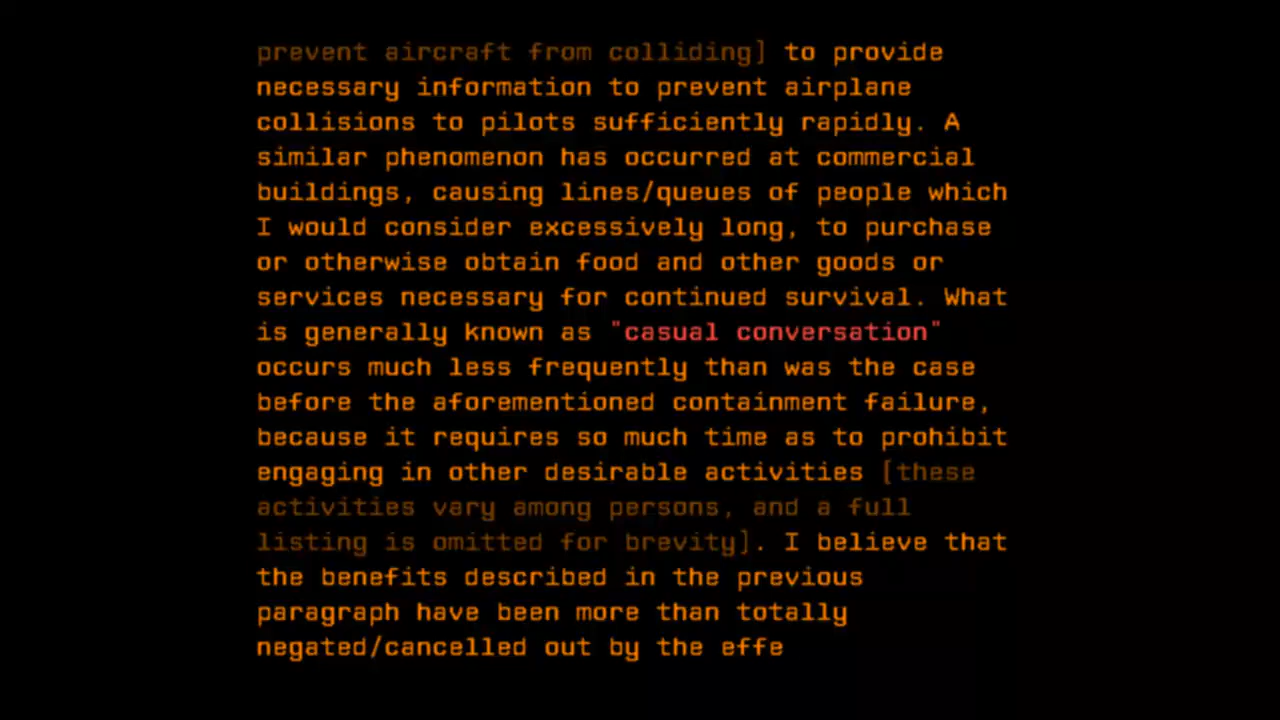 prevent aircraft from colliding] to provide
necessary information to prevent airplane
collisions to pilots sufficiently rapidly. A
similar phenomenon has occurred at commercial
buildings, causing lines/queues of people which
I would consider excessively long, to purchase
or otherwise obtain food and other goods or
services necessary for continued survival. What
is generally known as "casual conversation"
occurs much less frequently than was the case
before the aforementioned containment failure,
because it requires so much time as to prohibit
engaging in other desirable activities [these
activities vary among persons, and a full
listing is omitted for brevity]. I believe that
the benefits described in the previous
paragraph have been more than totally
negated/cancelled out by the effe